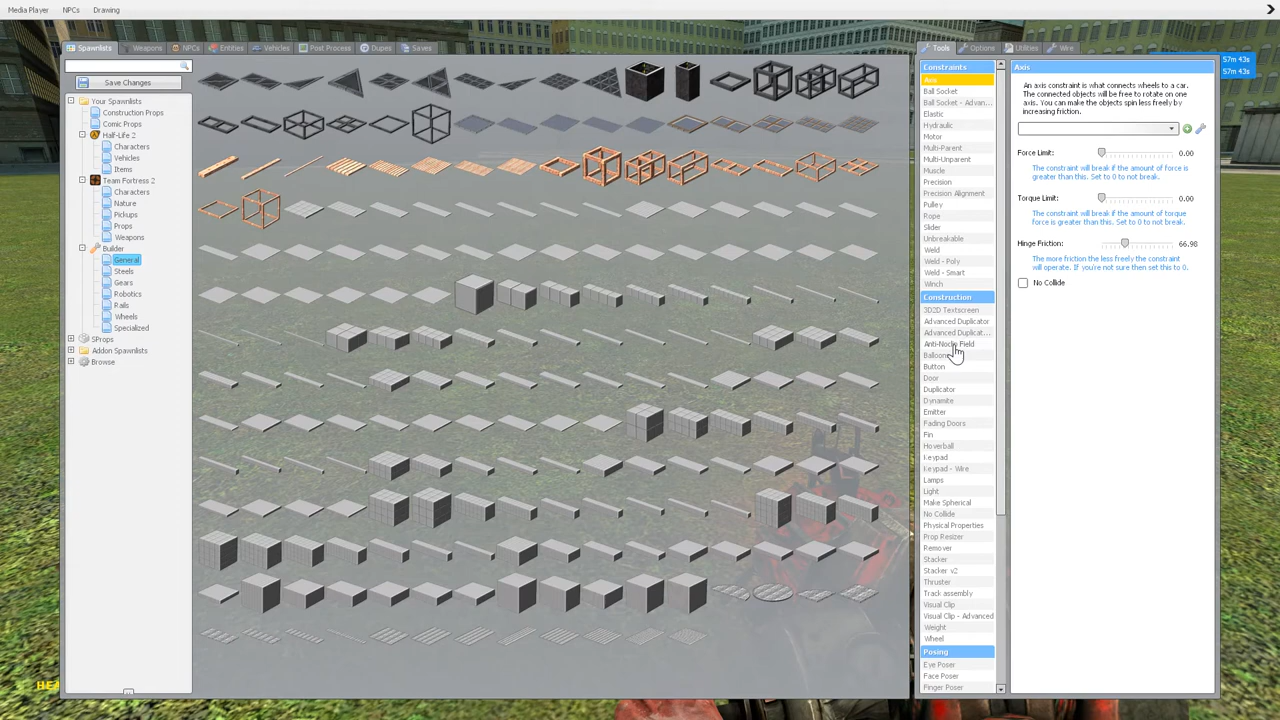 Media Player NPCs Drawing
Spawnlists Weapons NPCs Entities Vehicles Post Process Dupes Saves
Save Changes
Your Spawnlists
Construction Props
Comic Props
Half-Life 2
Characters
Vehicles
Items
Team Fortress 2
Characters
Nature
Pickups
Props
Weapons
Builder
General
Steels
Gears
Robotics
Rails
Wheels
Specialized
SProps
Addon Spawnlists
Browse
Tools Options Utilities Wire
Constraints
Axis
Ball Socket
Ball Socket - Advan...
Elastic
Hydraulic
Motor
Multi-Parent
Multi-Unparent
Muscle
Precision
Precision Alignment
Pulley
Rope
Slider
Unbreakable
Weld
Weld - Poly
Weld - Smart
Winch
Construction
3D2D Textscreen
Advanced Duplicator
Advanced Duplicat...
Anti-Noclip Field
Balloons
Button
Door
Duplicator
Dynamite
Emitter
Fading Doors
Fin
Hoverball
Keypad
Keypad - Wire
Lamps
Light
Make Spherical
No Collide
Physical Properties
Prop Resizer
Remover
Stacker
Stacker v2
Thruster
Track assembly
Visual Clip
Visual Clip - Advanced
Weight
Wheel
Posing
Eye Poser
Face Poser
Finger Poser
Axis
An axis constraint is what connects wheels to a car.
The connected objects will be free to rotate on one
axis. You can make the objects spin less freely by
increasing friction.
Force Limit: 0.00
The constraint will break if the amount of force is
greater than this. Set to 0 to not break.
Torque Limit: 0.00
The constraint will break if the amount of torque
greater than this. Set to 0 to not break.
Hinge Friction: 66.98
The more friction the less freely the constraint
will operate. If you're not sure then set this to 0.
No Collide
57m 43s
57m 43s